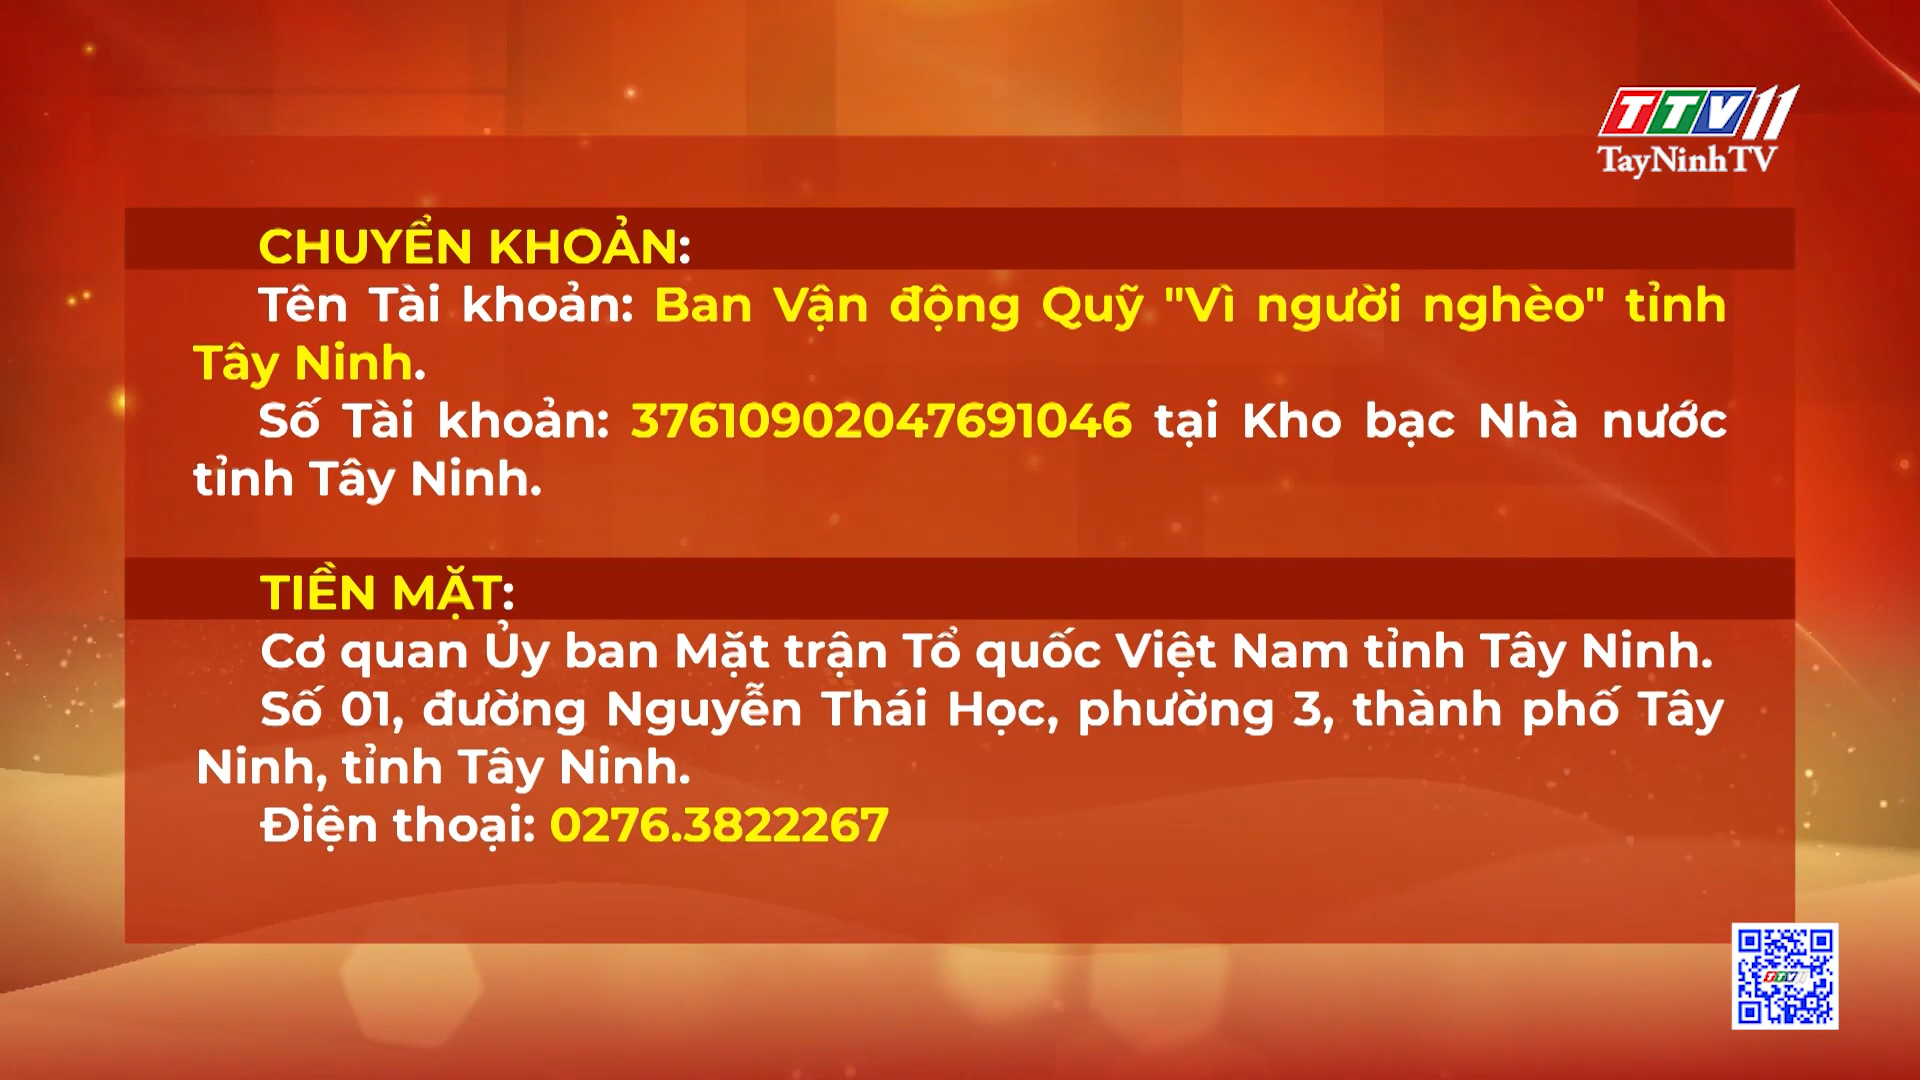 TTV11
TayNinhTV
CHUYỂN KHOẢN:
Tên Tài khoản: Ban Vận động Quỹ "Vì người nghèo" tỉnh
Tây Ninh.
Số Tài khoản: 37610902047691046 tại Kho bạc Nhà nước
tỉnh Tây Ninh.
TIỀN MẶT:
Cơ quan Ủy ban Mặt trận Tổ quốc Việt Nam tỉnh Tây Ninh.
Số 01, đường Nguyễn Thái Học, phường 3, thành phố Tây
Ninh, tỉnh Tây Ninh.
Điện thoại: 0276.3822267
TTV11